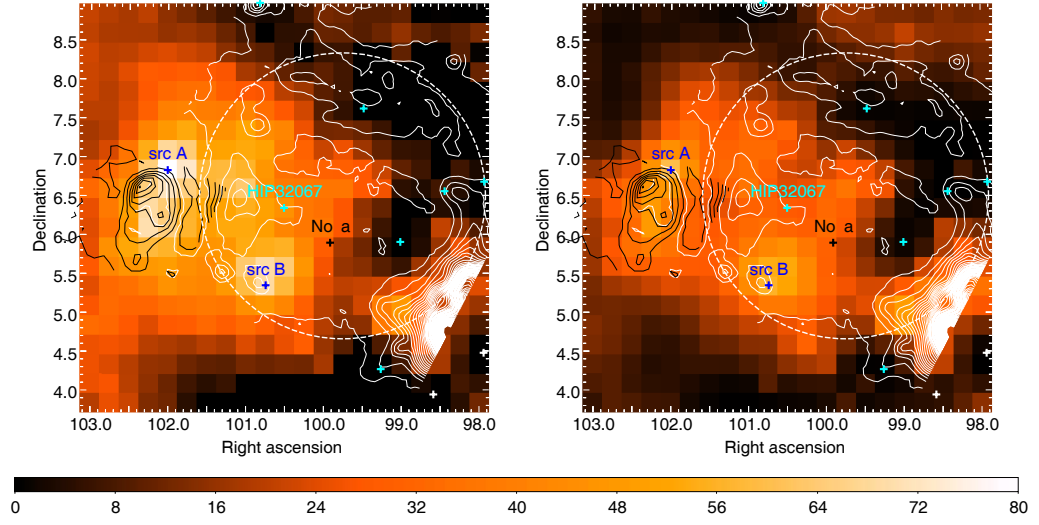 8.5
8.0
7.5
7.0
6.5
6.0
5.5
5.0
4.5
4.0
Declination
src A
HIP32067
No a
src B
103.0 102.0 101.0 100.0 99.0 98.0
Right ascension
8.5
8.0
7.5
7.0
6.5
6.0
5.5
5.0
4.5
4.0
Declination
src A
HIP32067
No a
src B
103.0 102.0 101.0 100.0 99.0 98.0
Right ascension
0 8 16 24 32 40 48 56 64 72 80